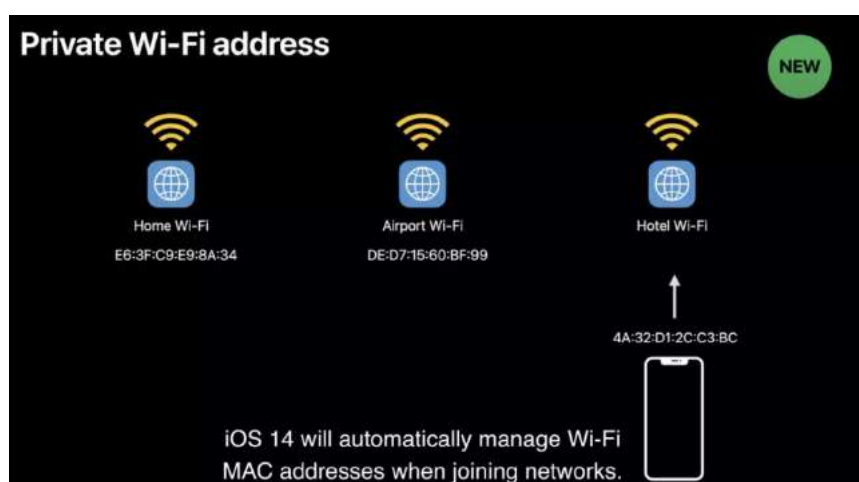 Private Wi-Fi address
NEW
Home Wi-Fi
Airport Wi-Fi
Hotel Wi-Fi
E6:3F:C9:E9:8A:34
DE:D7:15:60:BF:99
4A:32:D1:2C:C3:BC
iOS 14 will automatically manage Wi-Fi
MAC addresses when joining networks.